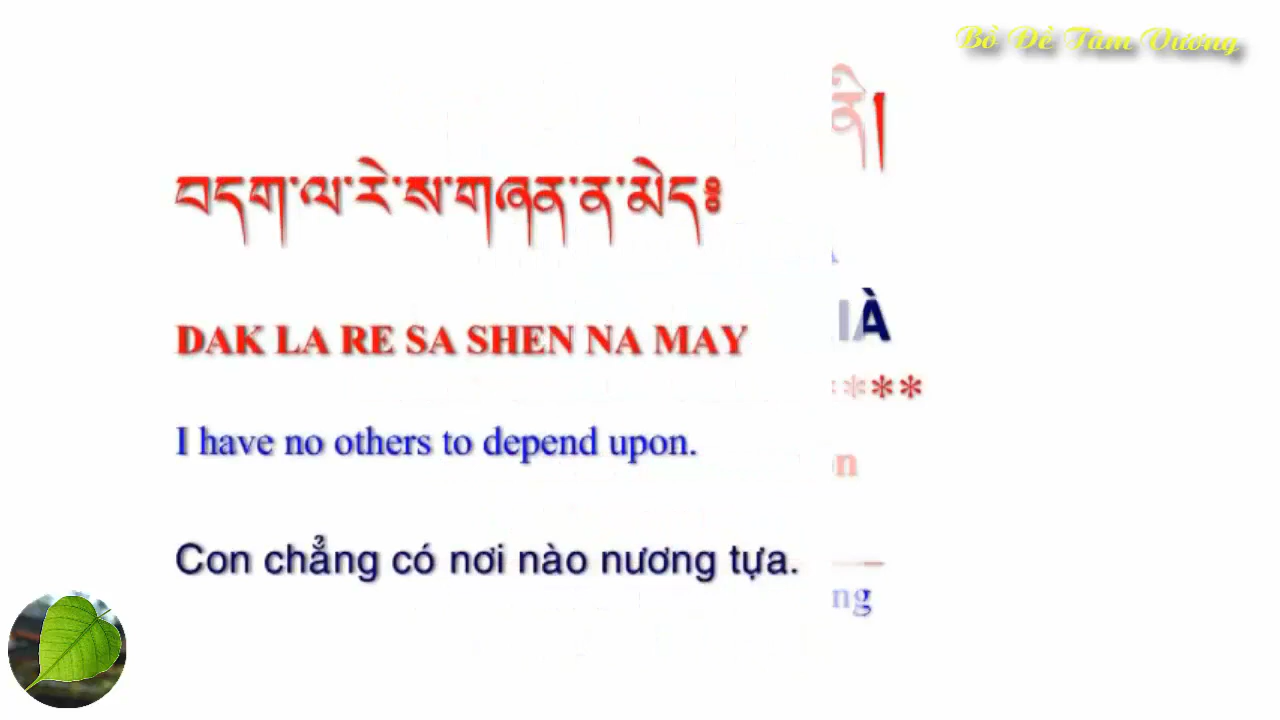 Bồ Đề Tâm Vương
བདག་ལ་རེ་ས་གཞན་ན་མེད༔
DAK LA RE SA SHEN NA MAY
I have no others to depend upon.
Con chẳng có nơi nào nương tựa.